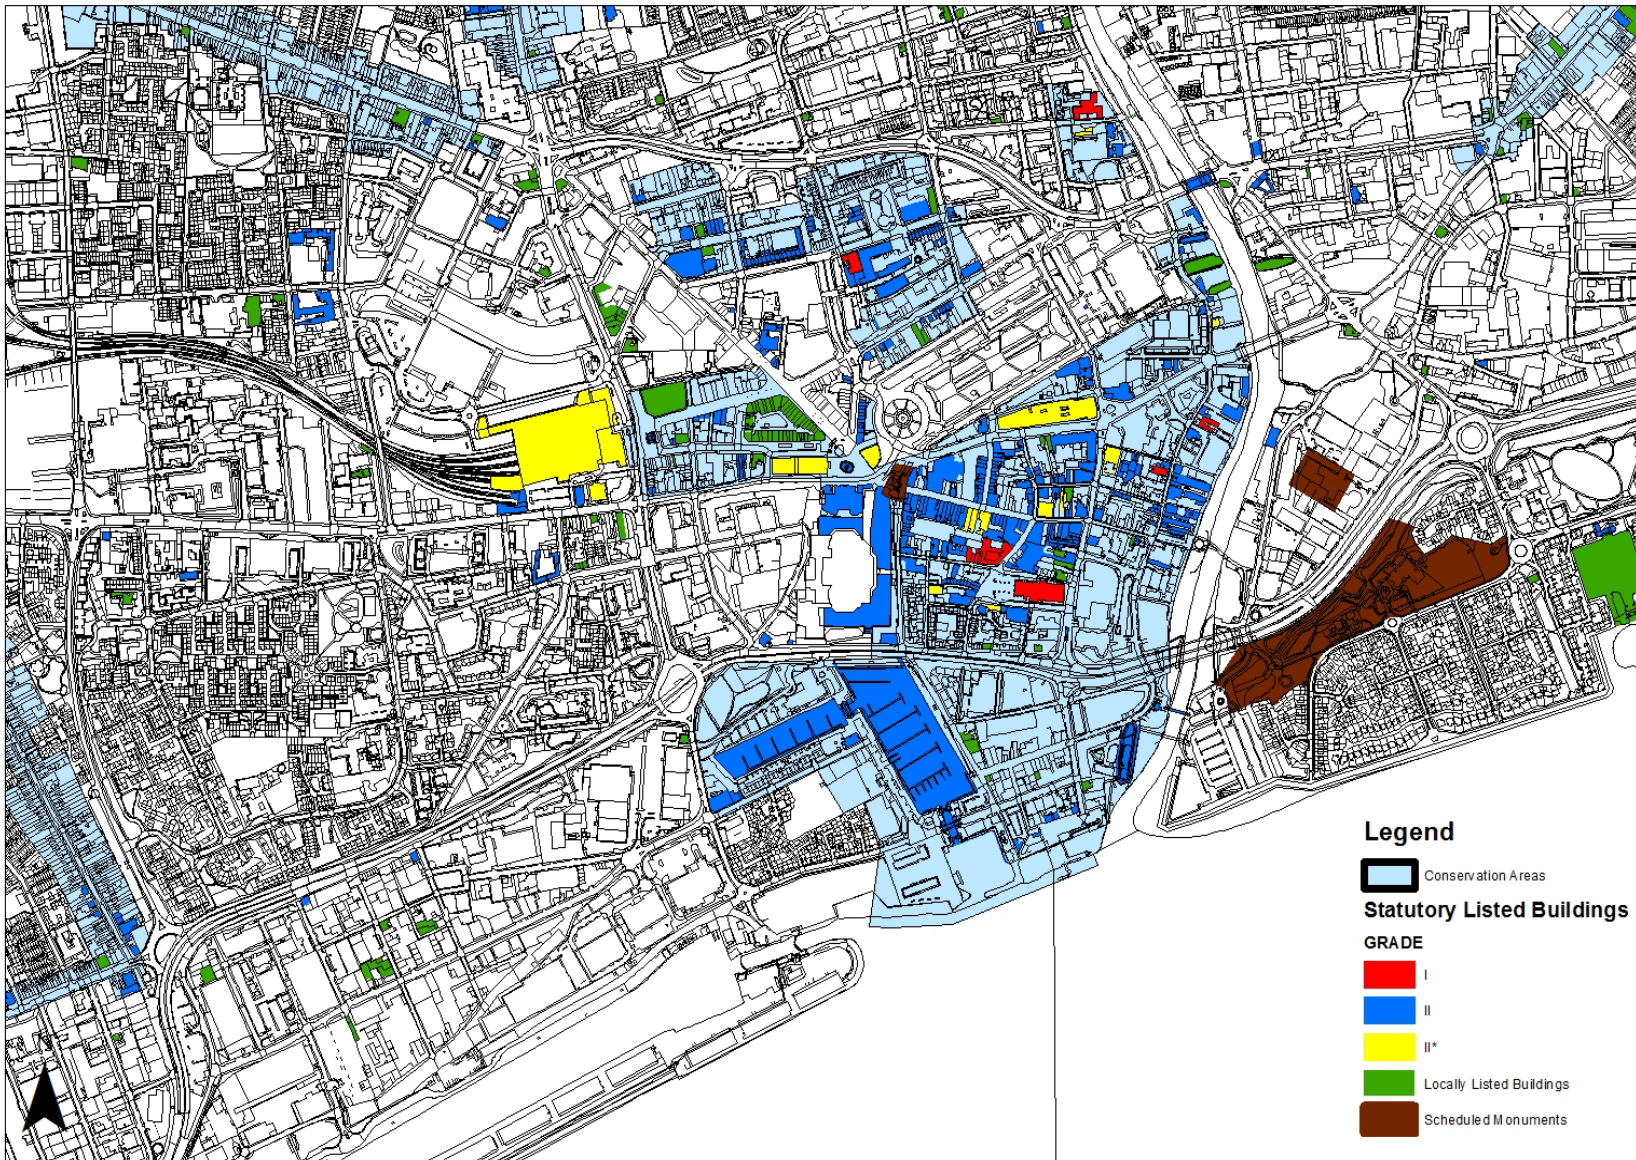 Legend
Conservation Areas
Statutory Listed Buildings
GRADE
I
II
II*
Locally Listed Buildings
Scheduled Monuments